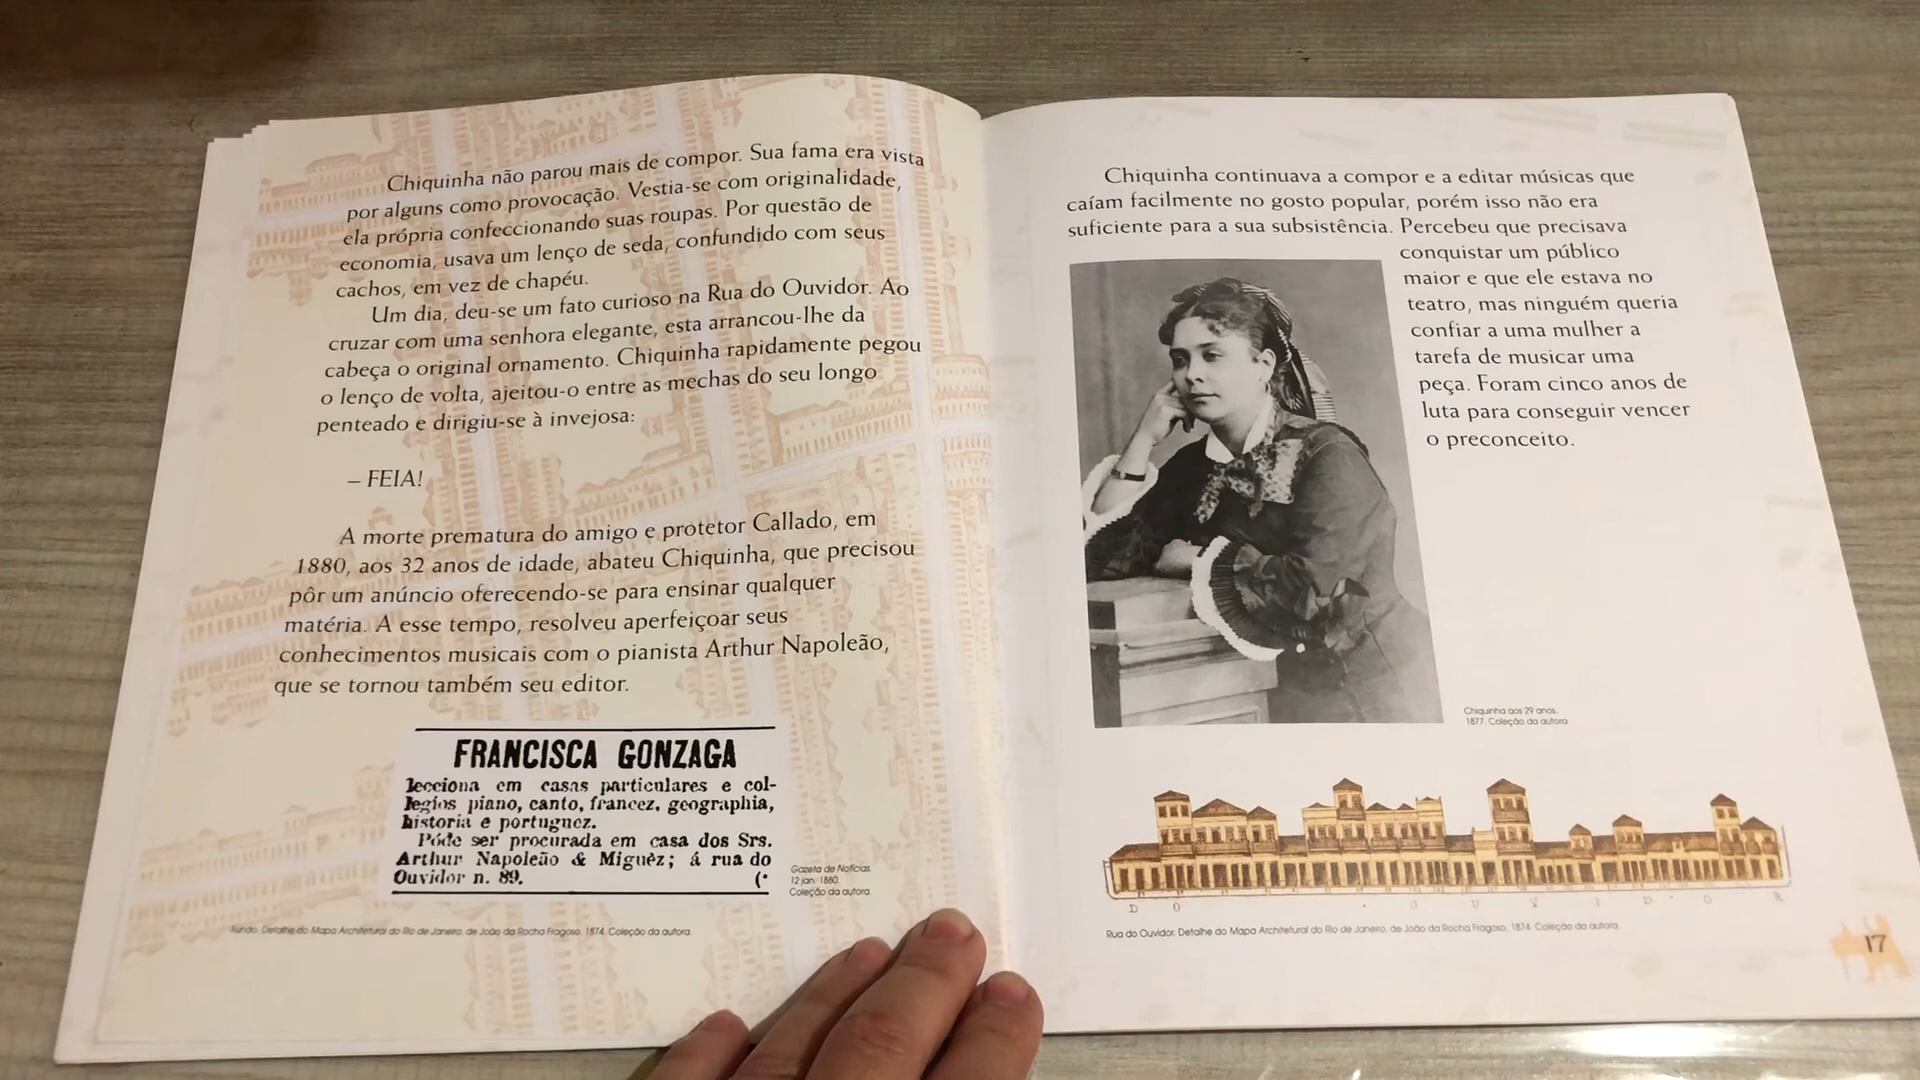 Chiquinha não parou mais de compor. Sua fama era vista
por alguns como provocação. Vestia-se com originalidade,
ela própria confeccionando suas roupas. Por questão de
economia, usava um lenço de seda, confundido com seus
cachos, em vez de chapéu.
Um dia, deu-se um fato curioso na Rua do Ouvidor. Ao
cruzar com uma senhora elegante, esta arrancou-lhe da
cabeça o original ornamento. Chiquinha rapidamente pegou
o lenço de volta, ajeitou-o entre as mechas do seu longo
penteado e dirigiu-se à invejosa:
– FEIA!
A morte prematura do amigo e protetor Callado, em
1880, aos 32 anos de idade, abateu Chiquinha, que precisou
pôr um anúncio oferecendo-se para ensinar qualquer
matéria. A esse tempo, resolveu aperfeiçoar seus
conhecimentos musicais com o pianista Arthur Napoleão,
que se tornou também seu editor.
FRANCISCA GONZAGA
lecciona em casas particulares e col-
legios piano, canto, francez, geographia,
historia e portuguez.
Póde ser procurada em casa dos Srs.
Arthur Napoleão & Miguéz; á rua do
Ouvidor n. 89. (·
Gazeta de Notícias.
12 jan. 1880.
Coleção da autora.
Fundo: Detalhe do Mapa Architetural do Rio de Janeiro, de João da Rocha Fragoso, 1874. Coleção da autora.
Chiquinha continuava a compor e a editar músicas que
caíam facilmente no gosto popular, porém isso não era
suficiente para a sua subsistência. Percebeu que precisava
conquistar um público
maior e que ele estava no
teatro, mas ninguém queria
confiar a uma mulher a
tarefa de musicar uma
peça. Foram cinco anos de
luta para conseguir vencer
o preconceito.
Chiquinha aos 29 anos.
1877. Coleção da autora.
D O O U V I D O R
Rua do Ouvidor. Detalhe do Mapa Architetural do Rio de Janeiro, de João da Rocha Fragoso, 1874. Coleção da autora.
17